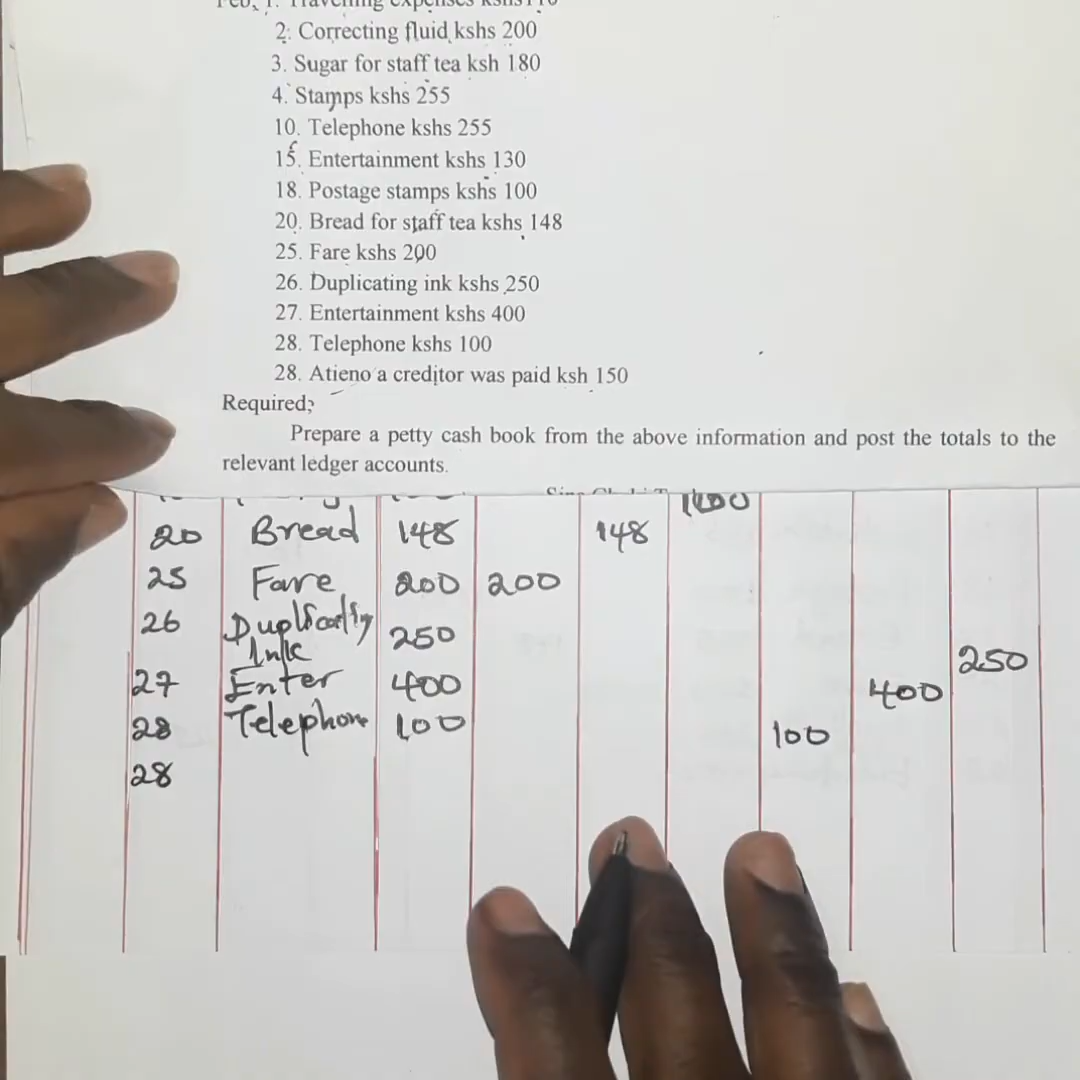 2. Correcting fluid kshs 200
3. Sugar for staff tea ksh 180
4. Stamps kshs 255
10. Telephone kshs 255
15. Entertainment kshs 130
18. Postage stamps kshs 100
20. Bread for staff tea kshs 148
25. Fare kshs 200
26. Duplicating ink kshs 250
27. Entertainment kshs 400
28. Telephone kshs 100
28. Atieno a creditor was paid ksh 150
Required;
Prepare a petty cash book from the above information and post the totals to the
relevant ledger accounts.
100
20 Bread 148 148
25 Fare 200 200
26 Duplicating
Ink 250 250
27 Enter 400 400
28 Telephone 100 100
28